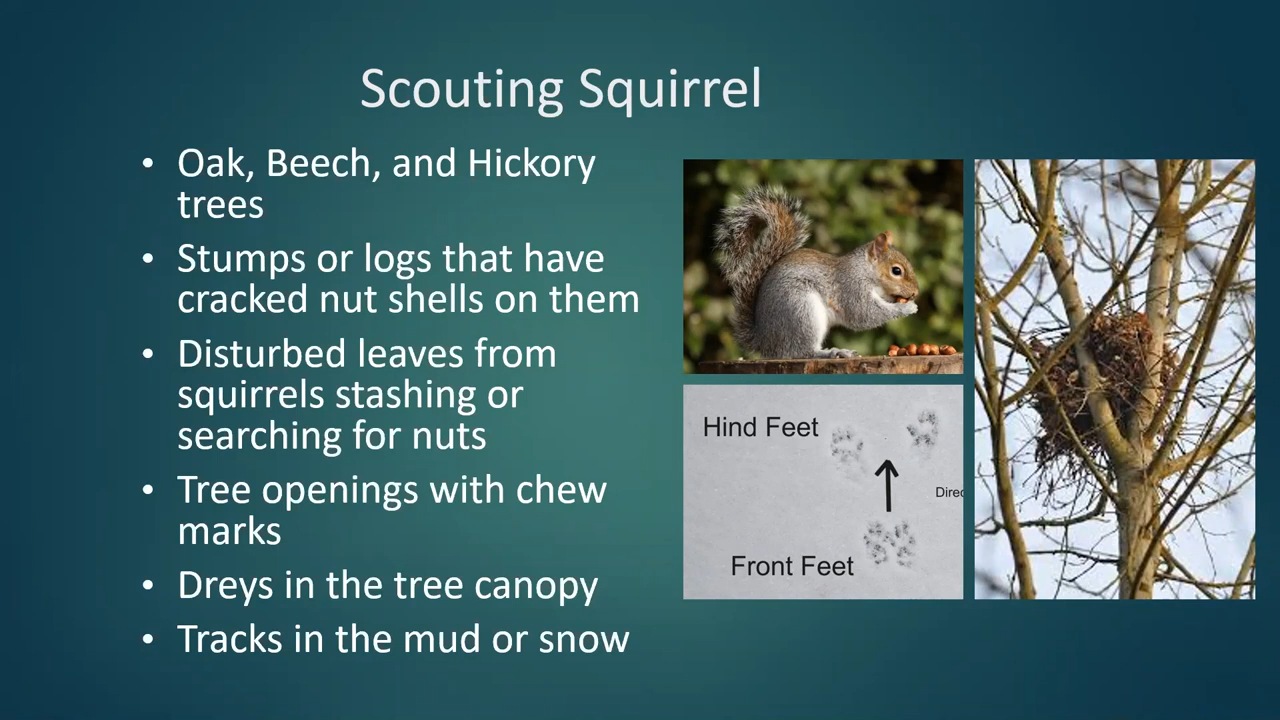 Scouting Squirrel
• Oak, Beech, and Hickory
trees
• Stumps or logs that have
cracked nut shells on them
• Disturbed leaves from
squirrels stashing or
searching for nuts
• Tree openings with chew
marks
• Dreys in the tree canopy
• Tracks in the mud or snow
Hind Feet
Direc
Front Feet